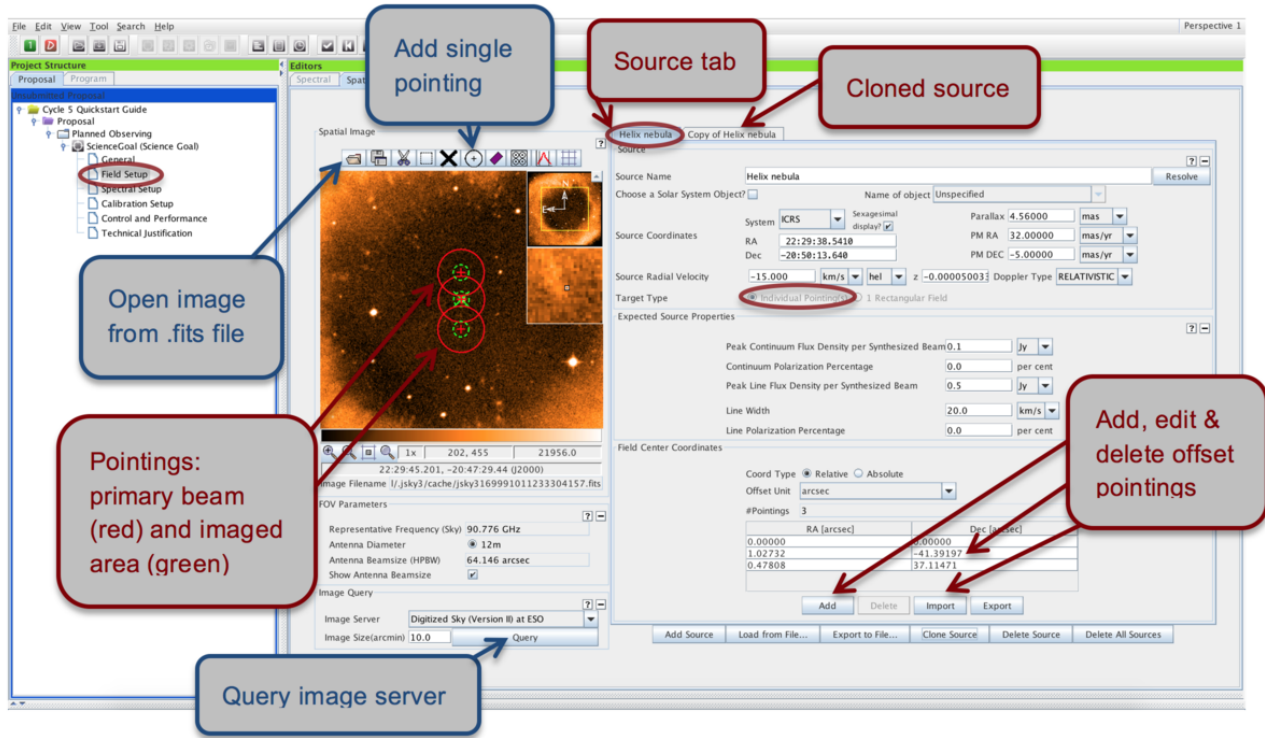 File Edit View Tool Search Help
Perspective 1
Project Structure
Proposal Program
Unsubmitted Proposal
Cycle 5 Quickstart Guide
Proposal
Planned Observing
ScienceGoal (Science Goal)
General
Field Setup
Spectral Setup
Calibration Setup
Control and Performance
Technical Justification
Editors
Spectral
Add single
pointing
Source tab
Cloned source
Open image
from .fits file
Pointings:
primary beam
(red) and imaged
area (green)
Query image server
Add, edit &
delete offset
pointings
Spatial Image
?
N
E
1x 202, 455 21956.0
22:29:45.201, -20:47:29.44 (J2000)
Image Filename l/.jsky3/cache/jsky3169991011233304157.fits
FOV Parameters
? −
Representative Frequency (Sky) 90.776 GHz
Antenna Diameter 12m
Antenna Beamsize (HPBW) 64.146 arcsec
Show Antenna Beamsize
Image Query
? −
Image Server Digitized Sky (Version II) at ESO
Image Size(arcmin) 10.0 Query
Helix nebula Copy of Helix nebula
Source
? −
Source Name Helix nebula Resolve
Choose a Solar System Object? Name of object Unspecified
Source Coordinates
System ICRS Sexagesimal display? Parallax 4.56000 mas
RA 22:29:38.5410 PM RA 32.00000 mas/yr
Dec -20:50:13.640 PM DEC -5.00000 mas/yr
Source Radial Velocity -15.000 km/s hel z -0.00005003 Doppler Type RELATIVISTIC
Target Type Individual Pointing(s) 1 Rectangular Field
Expected Source Properties
? −
Peak Continuum Flux Density per Synthesized Beam 0.1 Jy
Continuum Polarization Percentage 0.0 per cent
Peak Line Flux Density per Synthesized Beam 0.5 Jy
Line Width 20.0 km/s
Line Polarization Percentage 0.0 per cent
Field Center Coordinates
Coord Type Relative Absolute
Offset Unit arcsec
#Pointings 3
RA [arcsec] Dec [arcsec]
0.00000 0.00000
1.02732 -41.39197
0.47808 37.11471
Add Delete Import Export
Add Source Load from File... Export to File... Clone Source Delete Source Delete All Sources